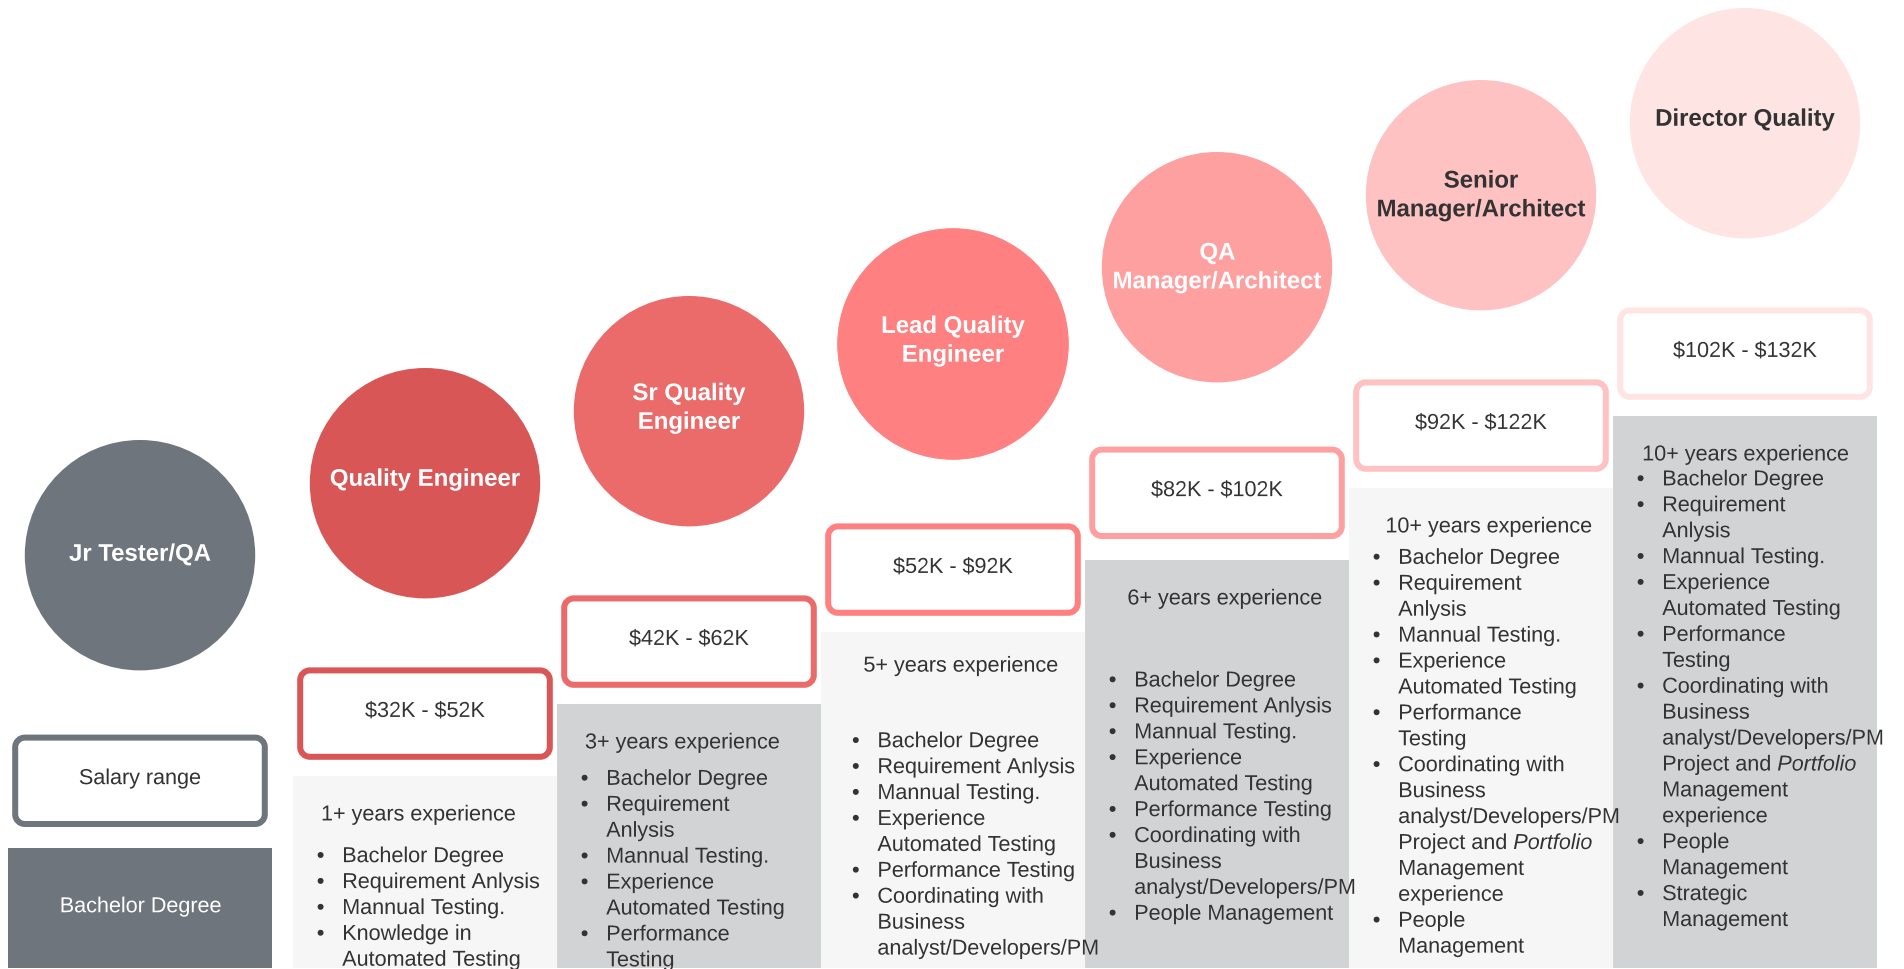 Jr Tester/QA
Salary range
Bachelor Degree
Quality Engineer
$32K - $52K
1+ years experience
• Bachelor Degree
• Requirement Anlysis
• Mannual Testing.
• Knowledge in
Automated Testing
Sr Quality
Engineer
$42K - $62K
3+ years experience
• Bachelor Degree
• Requirement
Anlysis
• Mannual Testing.
• Experience
Automated Testing
• Performance
Testing
Lead Quality
Engineer
$52K - $92K
5+ years experience
• Bachelor Degree
• Requirement Anlysis
• Mannual Testing.
• Experience
Automated Testing
• Performance Testing
• Coordinating with
Business
analyst/Developers/PM
QA
Manager/Architect
$82K - $102K
6+ years experience
• Bachelor Degree
• Requirement Anlysis
• Mannual Testing.
• Experience
Automated Testing
• Performance Testing
• Coordinating with
Business
analyst/Developers/PM
• People Management
Senior
Manager/Architect
$92K - $122K
10+ years experience
• Bachelor Degree
• Requirement
Anlysis
• Mannual Testing.
• Experience
Automated Testing
• Performance
Testing
• Coordinating with
Business
analyst/Developers/PM
Project and Portfolio
Management
experience
• People
Management
Director Quality
$102K - $132K
10+ years experience
• Bachelor Degree
• Requirement
Anlysis
• Mannual Testing.
• Experience
Automated Testing
• Performance
Testing
• Coordinating with
Business
analyst/Developers/PM
Project and Portfolio
Management
experience
• People
Management
• Strategic
Management